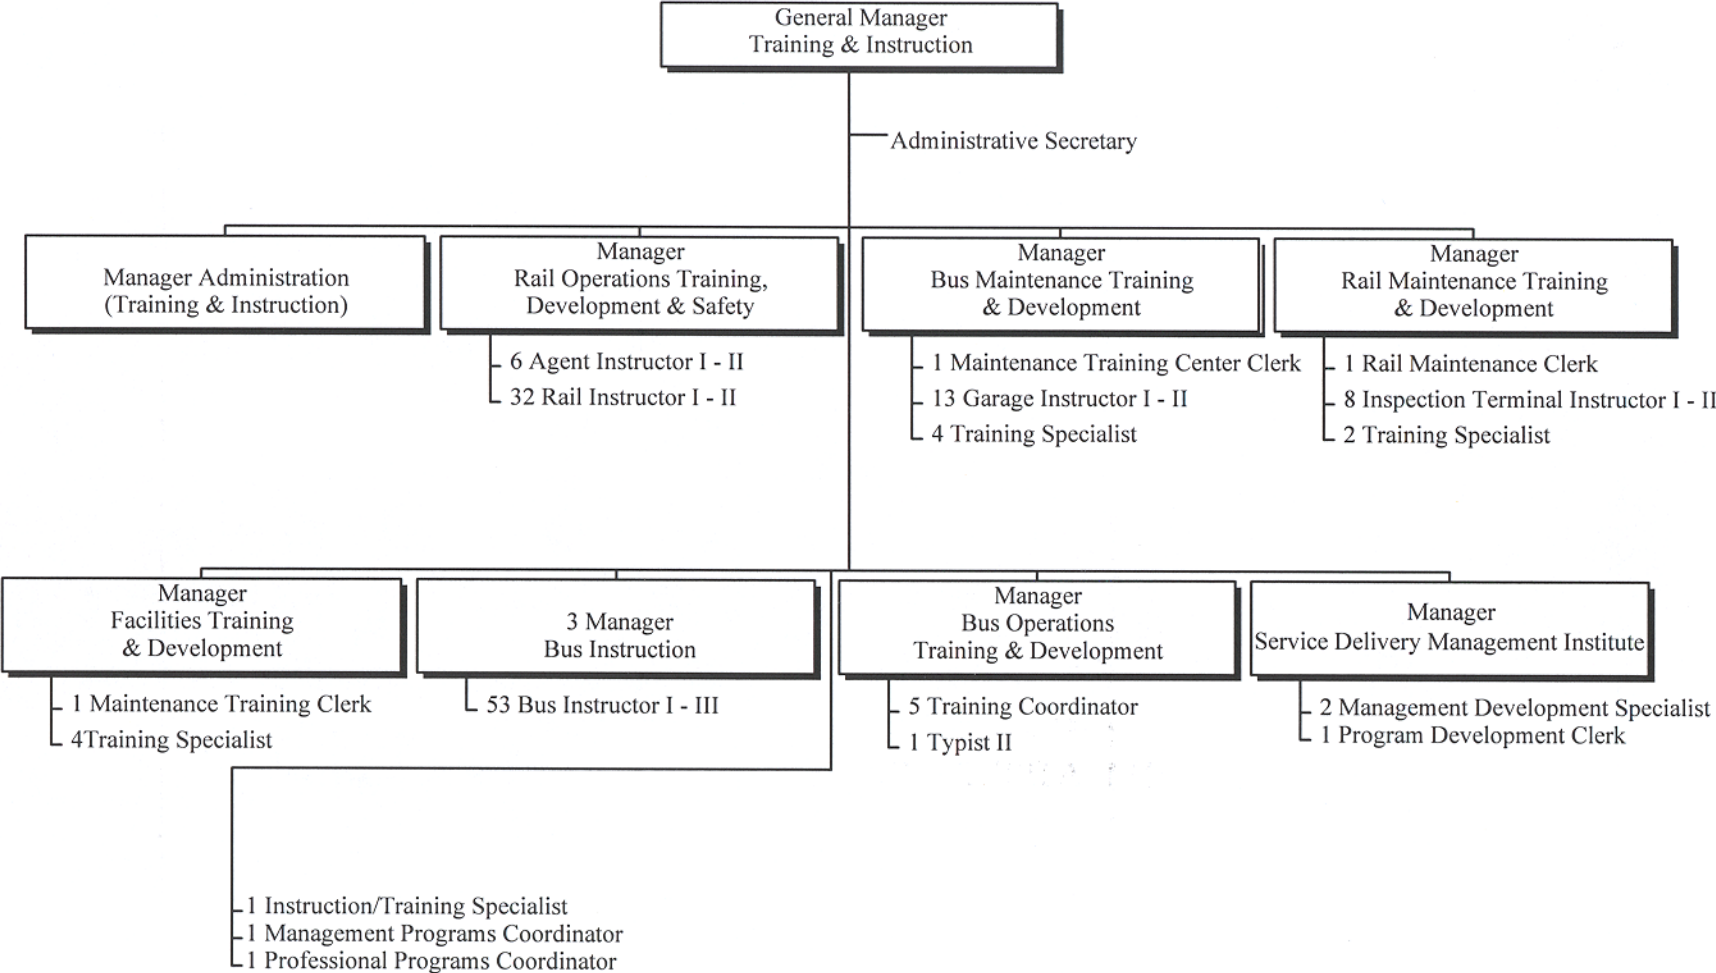 General Manager
Training & Instruction
Administrative Secretary
Manager Administration
(Training & Instruction)
Manager
Rail Operations Training,
Development & Safety
6 Agent Instructor I - II
32 Rail Instructor I - II
Manager
Bus Maintenance Training
& Development
1 Maintenance Training Center Clerk
13 Garage Instructor I - II
4 Training Specialist
Manager
Rail Maintenance Training
& Development
1 Rail Maintenance Clerk
8 Inspection Terminal Instructor I - II
2 Training Specialist
Manager
Facilities Training
& Development
1 Maintenance Training Clerk
4Training Specialist
3 Manager
Bus Instruction
53 Bus Instructor I - III
Manager
Bus Operations
Training & Development
5 Training Coordinator
1 Typist II
Manager
Service Delivery Management Institute
2 Management Development Specialist
1 Program Development Clerk
1 Instruction/Training Specialist
1 Management Programs Coordinator
1 Professional Programs Coordinator